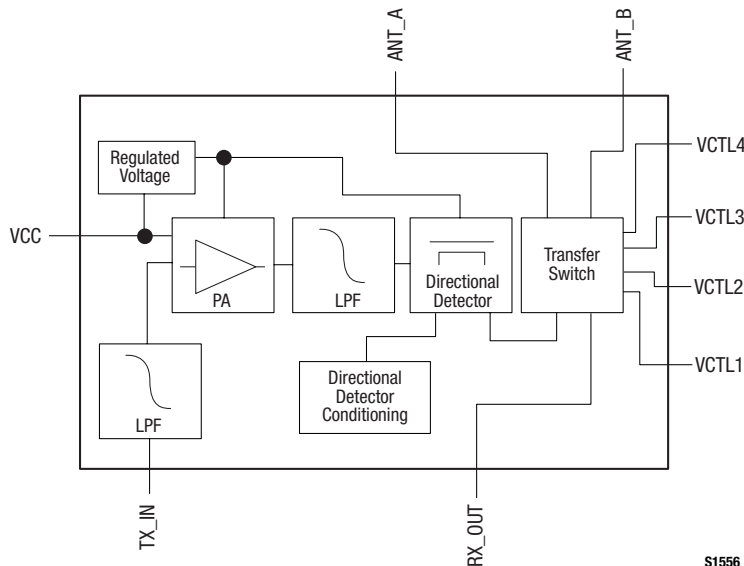 ANT_A
ANT_B
Regulated
Voltage
VCTL4
VCC
VCTL3
PA
LPF
Directional
Detector
Transfer
Switch
VCTL2
VCTL1
LPF
Directional
Detector
Conditioning
TX_IN
RX_OUT
S1556